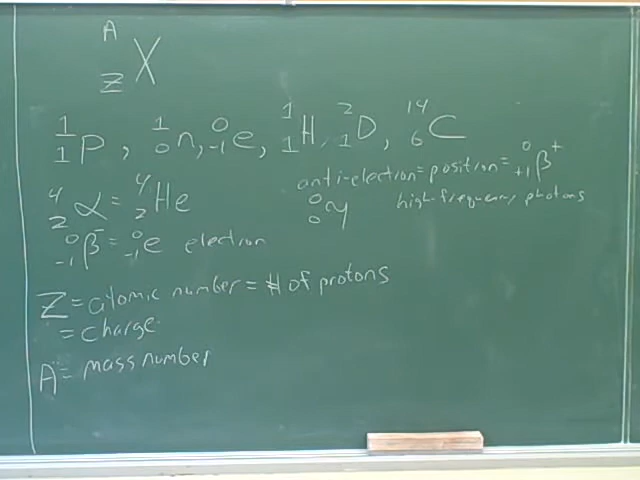 A
Z X
1 1 p, 1 0 n, 0 -1 e, 1 1 H, 2 1 D, 14 6 C
anti-electron = position = 0 +1 β+
4 2 α = 4 2 He
0 0 γ high-frequency photons
0 -1 β- = 0 -1 e electron
Z = atomic number = # of protons
= charge
A = mass number